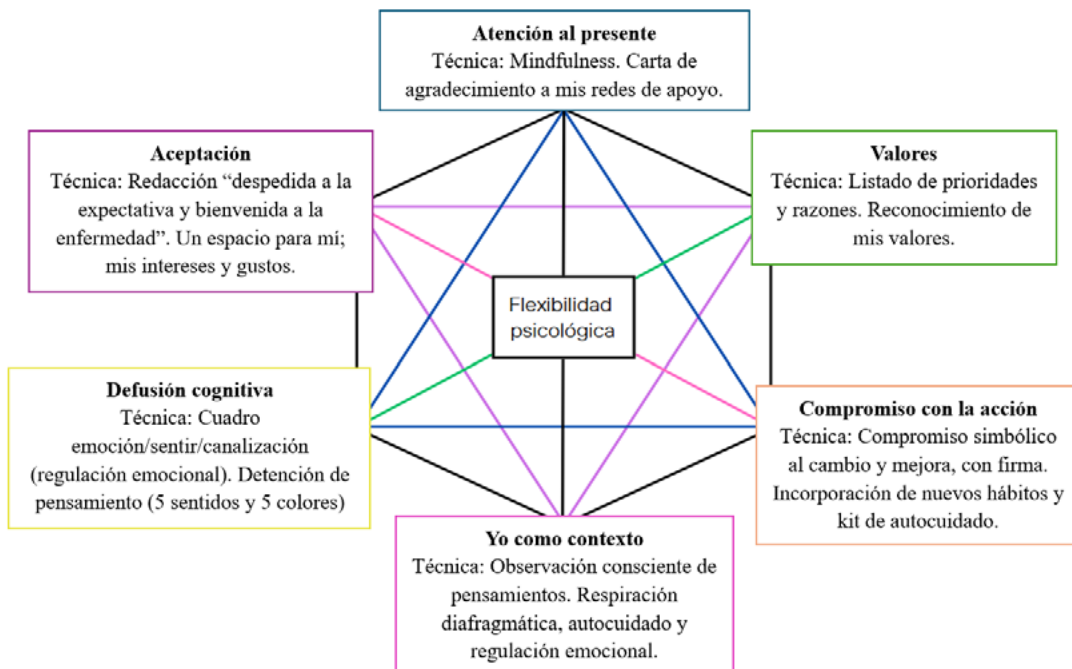 Atención al presente
Técnica: Mindfulness. Carta de
agradecimiento a mis redes de apoyo.
Aceptación
Técnica: Redacción “despedida a la
expectativa y bienvenida a la
enfermedad”. Un espacio para mí;
mis intereses y gustos.
Valores
Técnica: Listado de prioridades
y razones. Reconocimiento de
mis valores.
Flexibilidad
psicológica
Defusión cognitiva
Técnica: Cuadro
emoción/sentir/canalización
(regulación emocional). Detención de
pensamiento (5 sentidos y 5 colores)
Compromiso con la acción
Técnica: Compromiso simbólico
al cambio y mejora, con firma.
Incorporación de nuevos hábitos y
kit de autocuidado.
Yo como contexto
Técnica: Observación consciente de
pensamientos. Respiración
diafragmática, autocuidado y
regulación emocional.